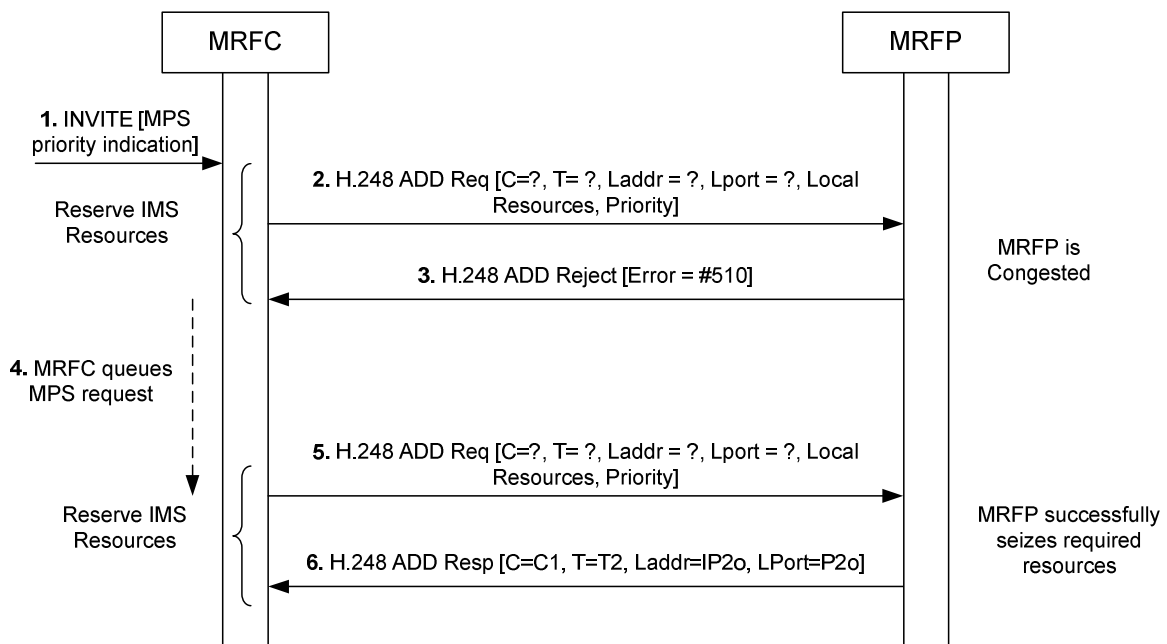 MRFC
MRFP
1. INVITE [MPS
priority indication]
2. H.248 ADD Req [C=?, T= ?, Laddr = ?, Lport = ?, Local
Resources, Priority]
Reserve IMS
Resources
MRFP is
Congested
3. H.248 ADD Reject [Error = #510]
4. MRFC queues
MPS request
5. H.248 ADD Req [C=?, T= ?, Laddr = ?, Lport = ?, Local
Resources, Priority]
Reserve IMS
Resources
MRFP successfully
seizes required
resources
6. H.248 ADD Resp [C=C1, T=T2, Laddr=IP2o, LPort=P2o]